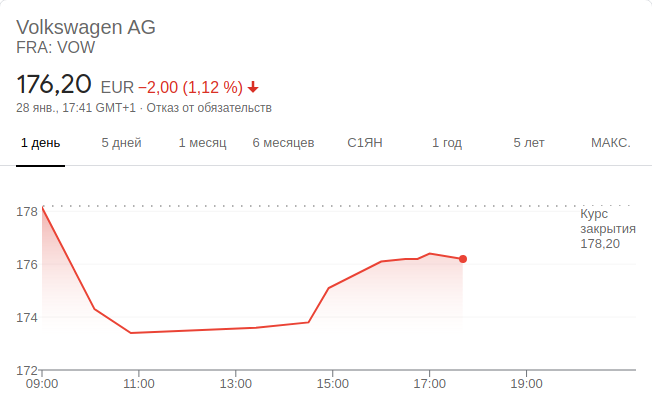 Volkswagen AG
FRA: VOW
176,20 EUR −2,00 (1,12 %)
28 янв., 17:41 GMT+1 · Отказ от обязательств
1 день 5 дней 1 месяц 6 месяцев С1ЯН 1 год 5 лет МАКС.
178
Курс
закрытия
178,20
176
174
172
09:00 11:00 13:00 15:00 17:00 19:00